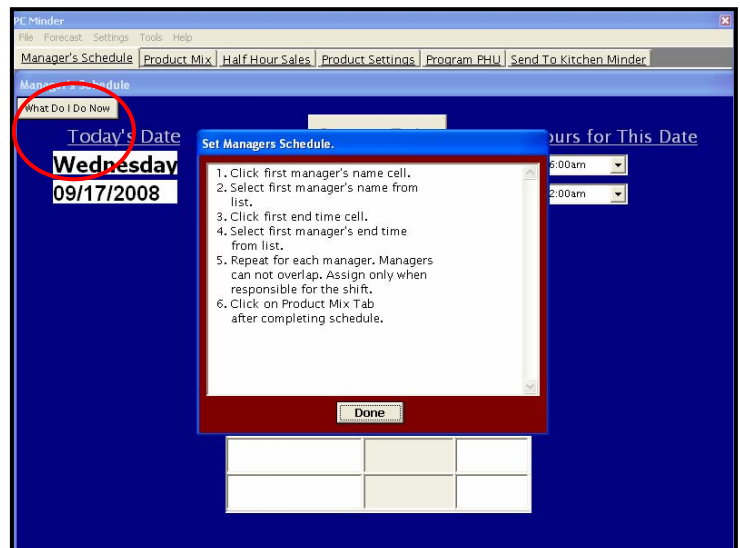 PC Minder
File Forecast Settings Tools Help
Manager's Schedule Product Mix Half Hour Sales Product Settings Program PHU Send To Kitchen Minder
Manager's Schedule
What Do I Do Now
Today's Date
ours for This Date
Wednesday
6:00am
09/17/2008
2:00am
Set Managers Schedule.
1. Click first manager's name cell.
2. Select first manager's name from
list.
3. Click first end time cell.
4. Select first manager's end time
from list.
5. Repeat for each manager. Managers
can not overlap. Assign only when
responsible for the shift.
6. Click on Product Mix Tab
after completing schedule.
Done